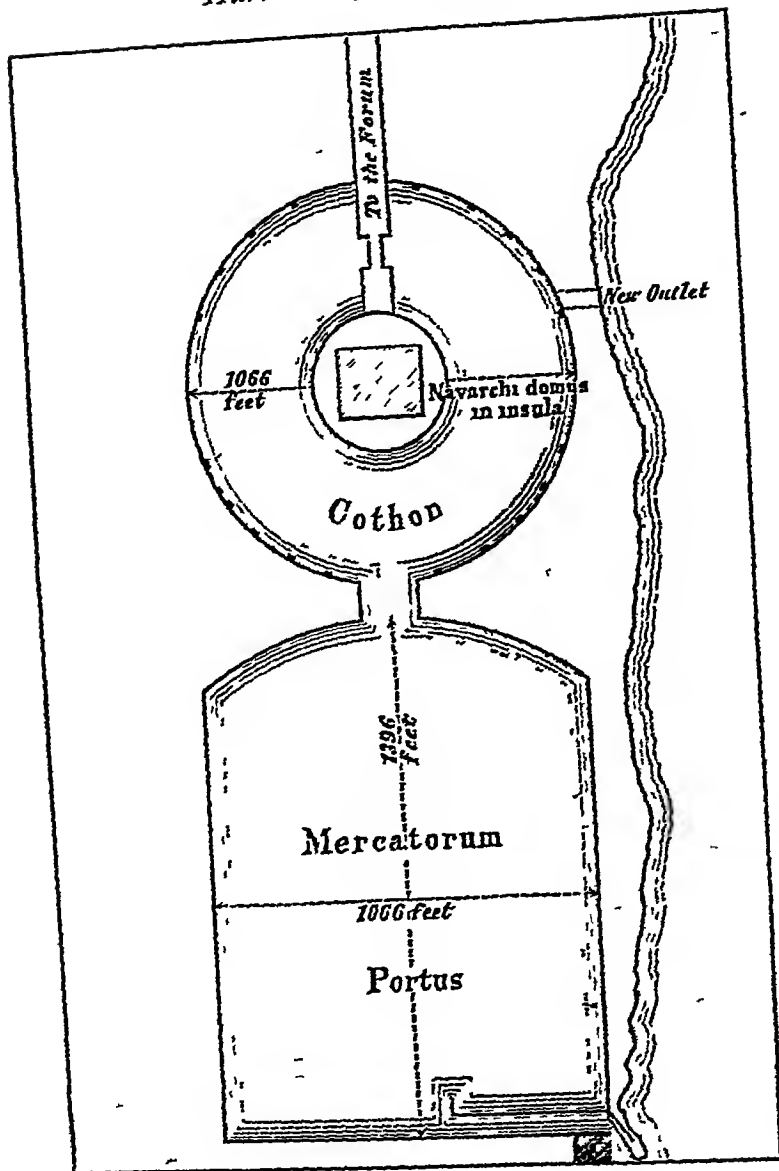 To the Forum
New Outlet
1066
feet
Navarchi domus
in insula
Cothon
1396
feet
Mercatorum
1066 feet
Portus